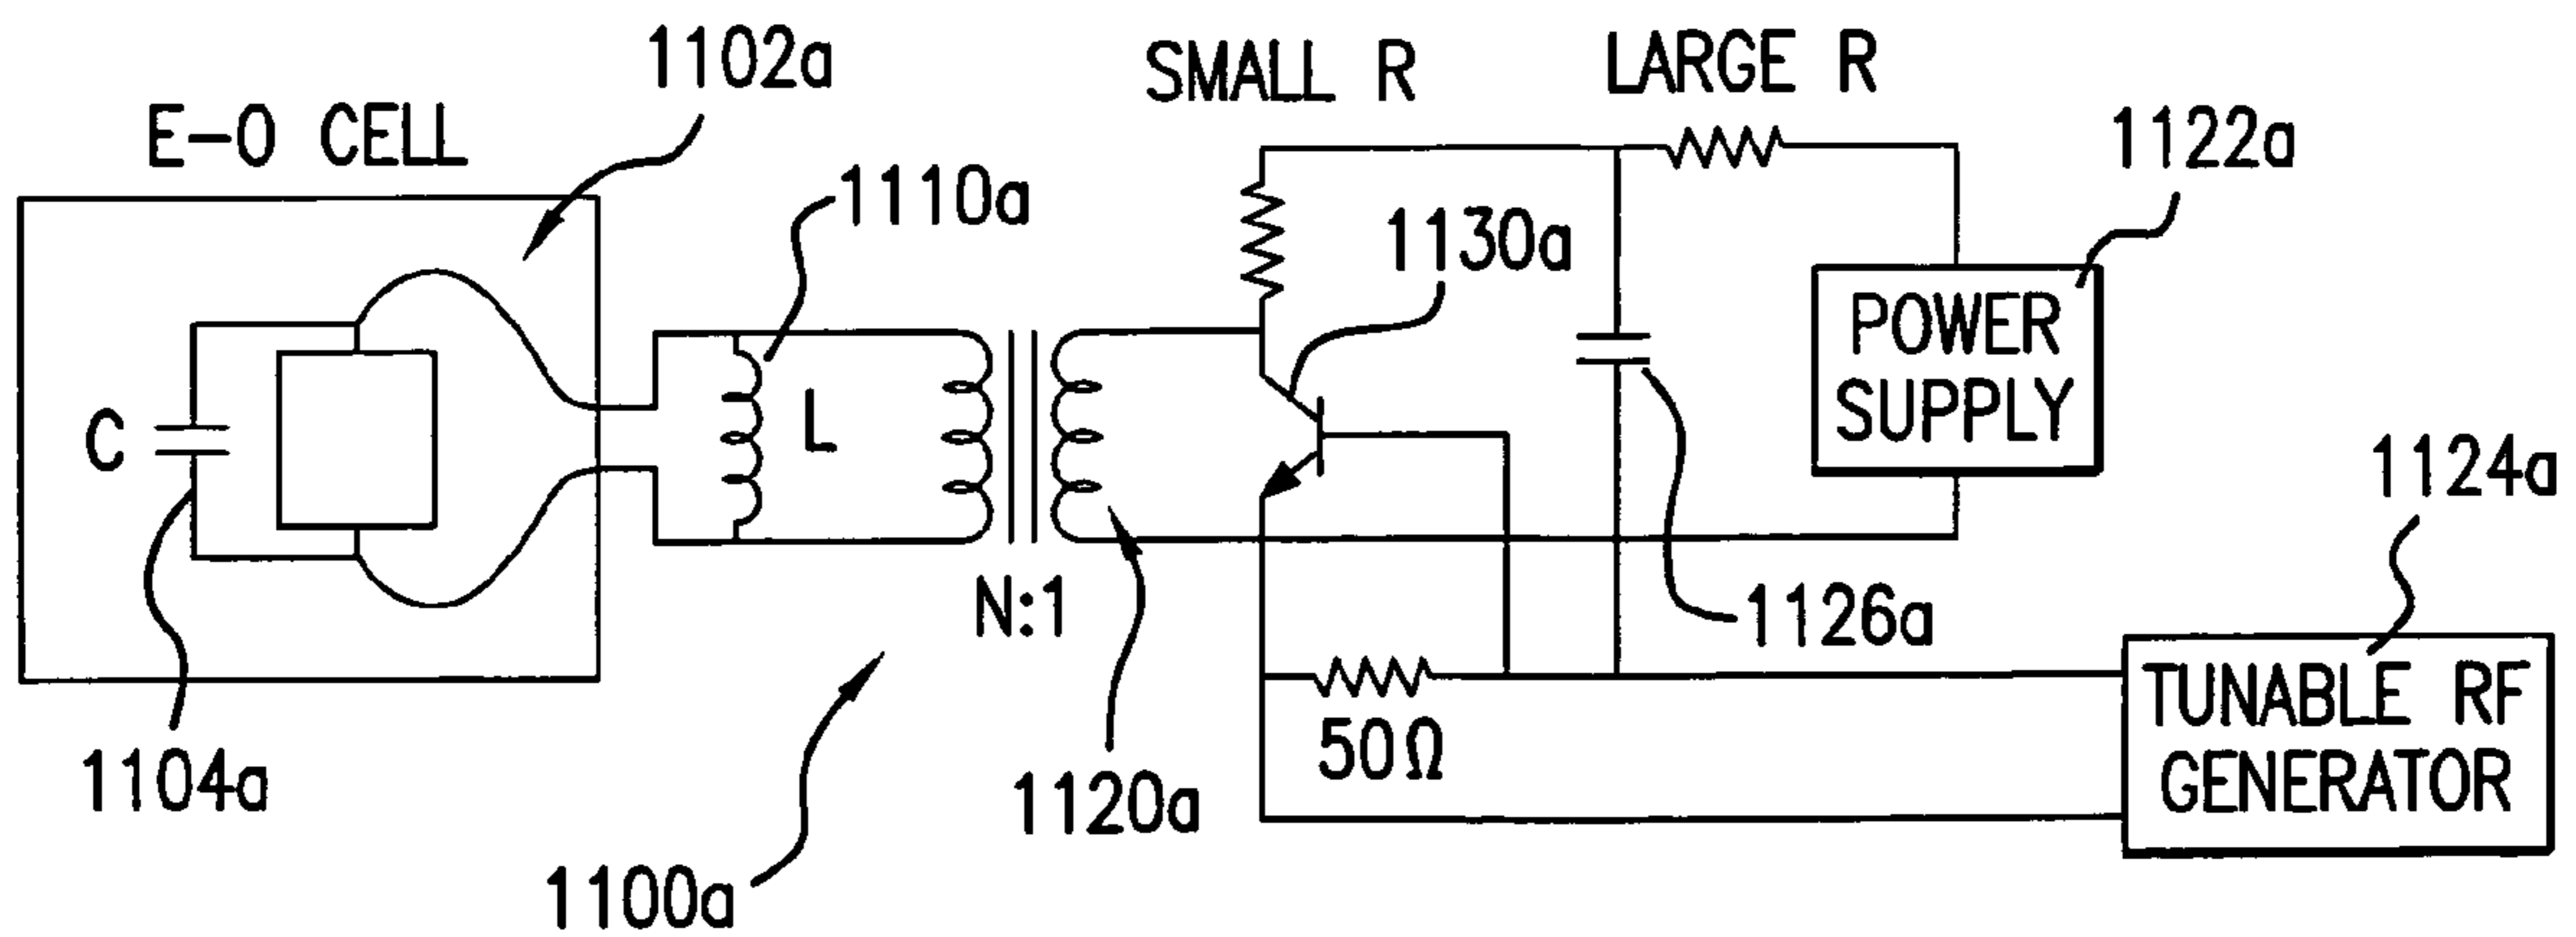 1102a
SMALL R
LARGE R
E-O CELL
1122a
1110a
1130a
POWER
SUPPLY
C
L
1124a
N:1
1126a
TUNABLE RF
GENERATOR
50Ω
1104a
1120a
1100a